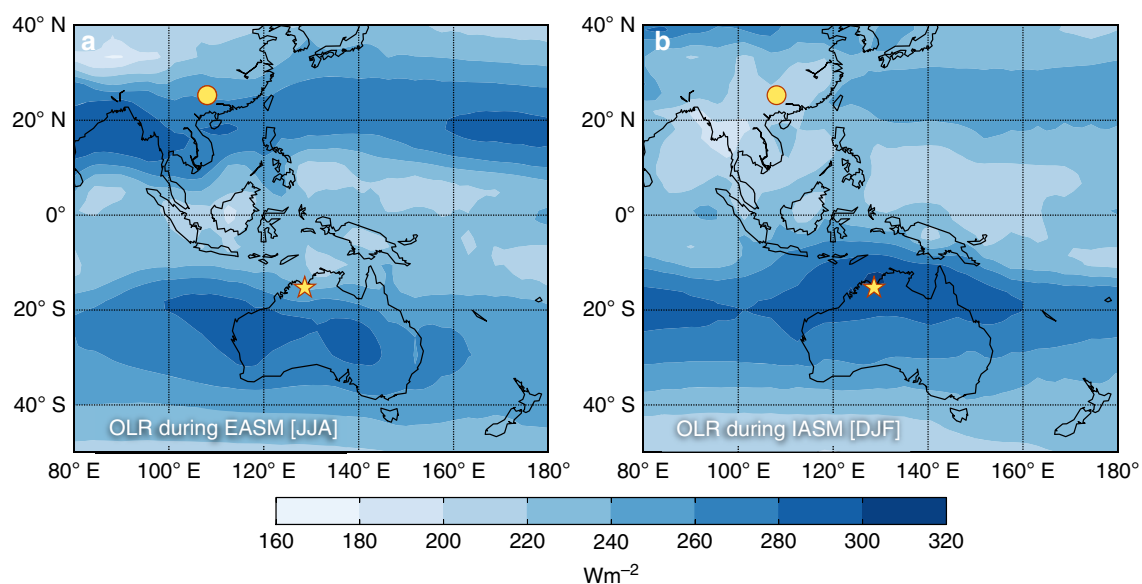 a
b
40° N
20° N
0°
20° S
40° S
40° N
20° N
0°
20° S
40° S
OLR during EASM [JJA]
OLR during IASM [DJF]
80° E 100° E 120° E 140° E 160° E 180°
80° E 100° E 120° E 140° E 160° E 180°
160 180 200 220 240 260 280 300 320
Wm⁻²